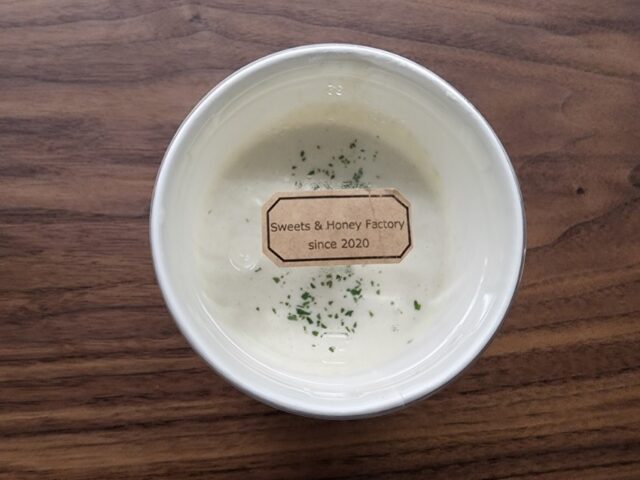 Sweets & Honey Factory
since 2020